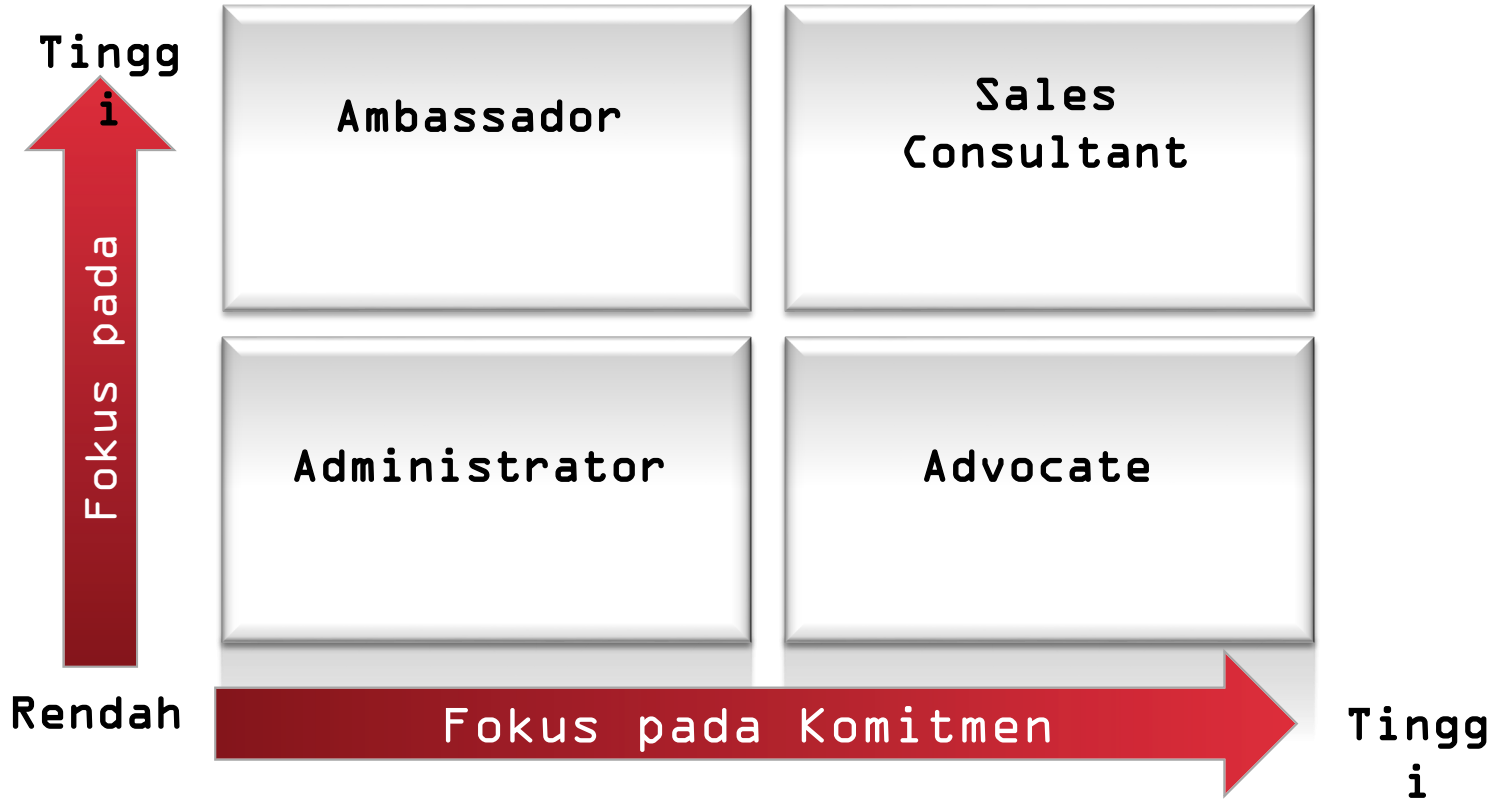 Tingg
i
Ambassador
Sales
Consultant
Fokus pada
Administrator
Advocate
Rendah
Fokus pada Komitmen
Tingg
i